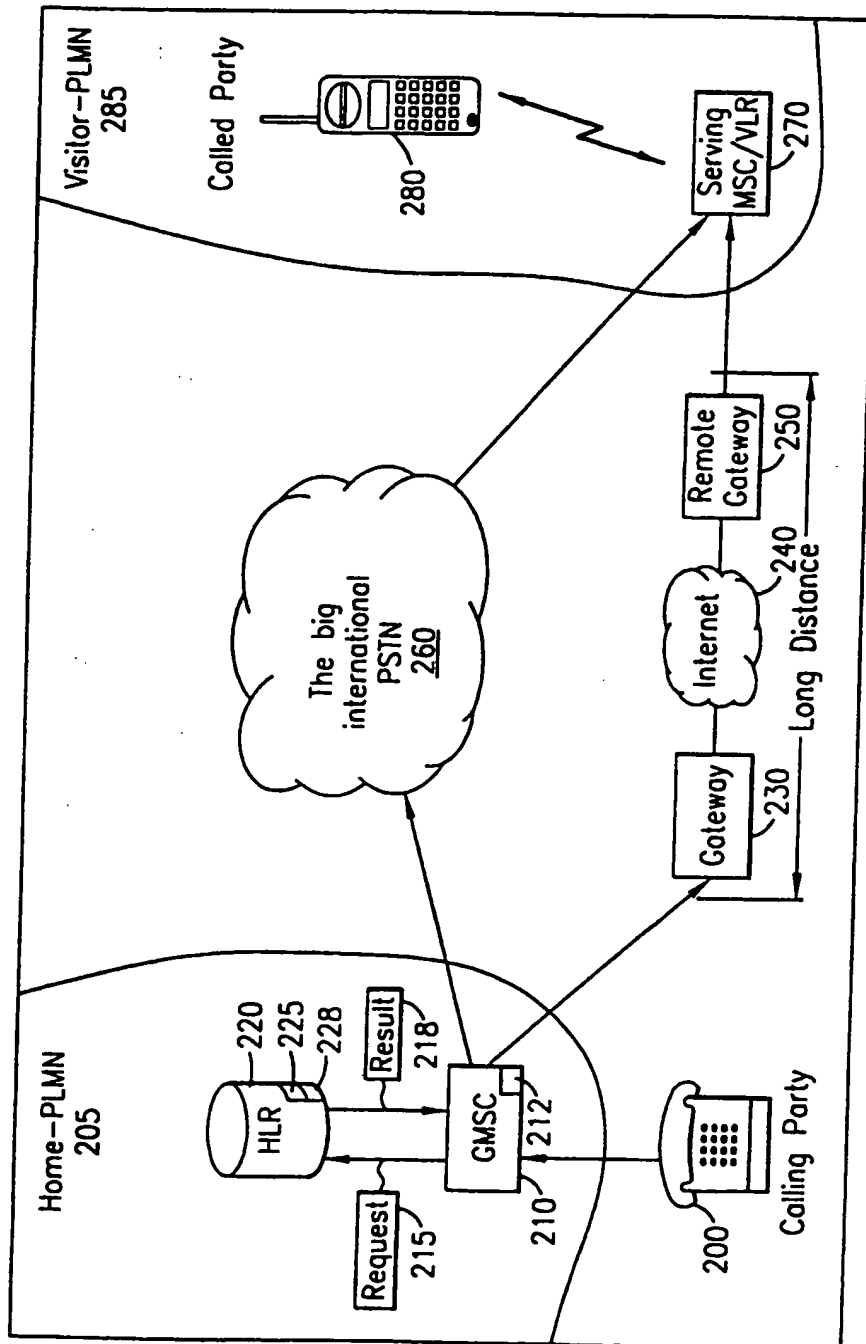 Home-PLMN
205
HLR
220
225
228
Request
215
Result
218
GMSC
212
210
200
Calling Party
The big
international
PSTN
260
Gateway
230
Internet
240
Remote
Gateway
250
Long Distance
Visitor-PLMN
285
Called Party
280
Serving
MSC/VLR
270